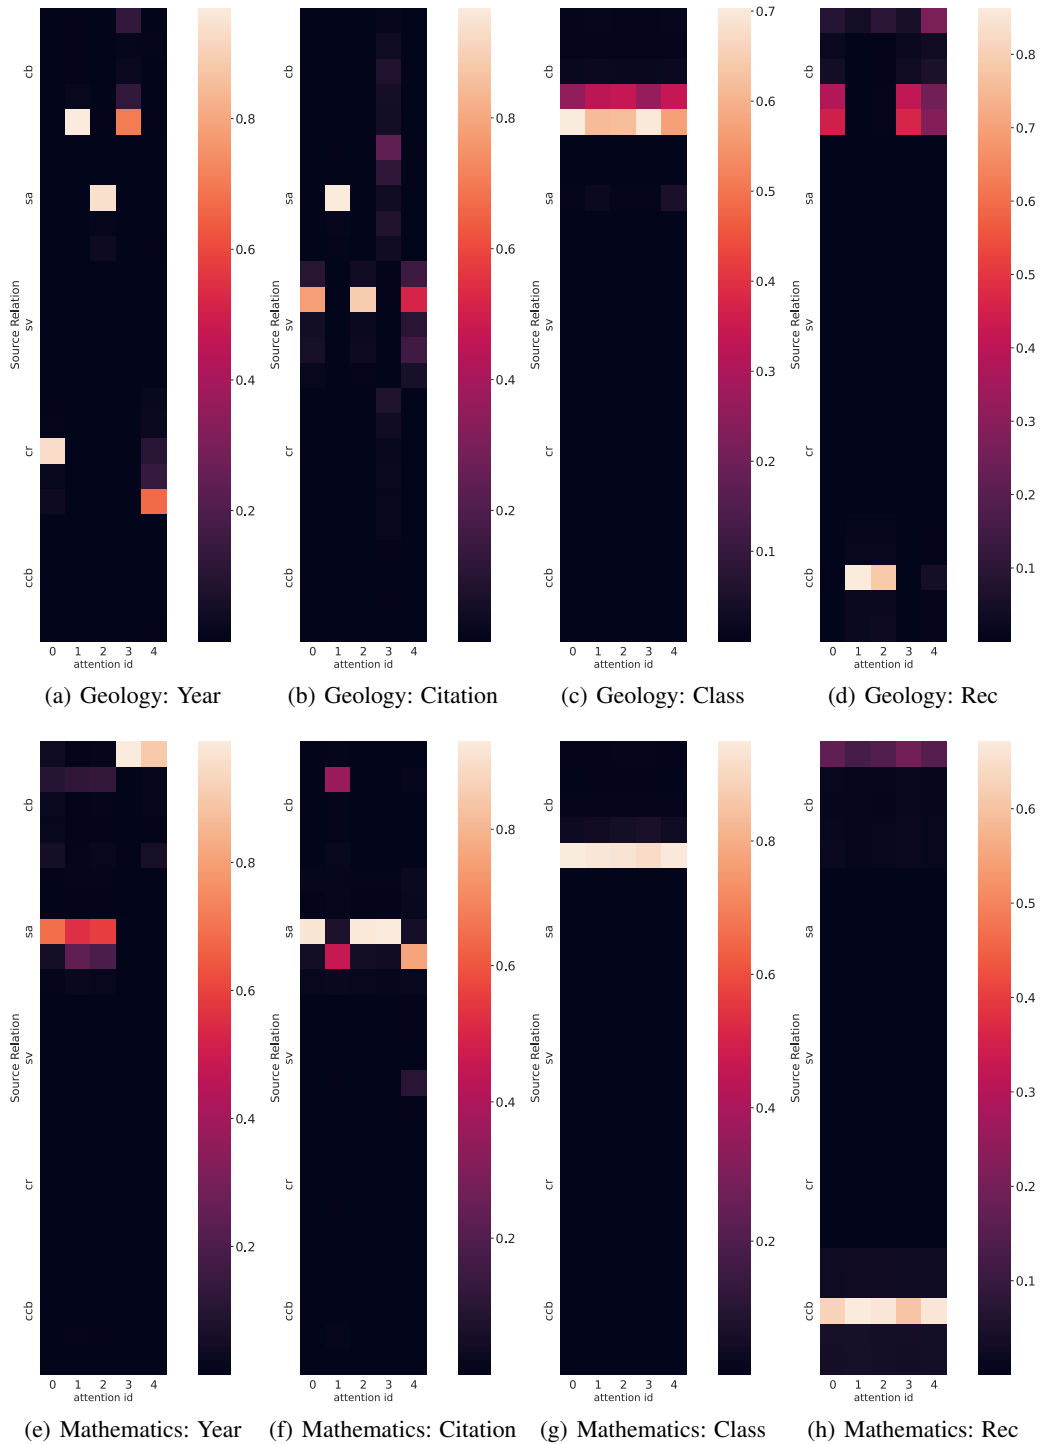 cb
sa
sv
cr
ccb
Source Relation
0 1 2 3 4
attention id
0.8
0.6
0.4
0.2
(a) Geology: Year
cb
sa
sv
cr
ccb
Source Relation
0 1 2 3 4
attention id
0.8
0.6
0.4
0.2
(b) Geology: Citation
cb
sa
sv
cr
ccb
Source Relation
0 1 2 3 4
attention id
0.7
0.6
0.5
0.4
0.3
0.2
0.1
(c) Geology: Class
cb
sa
sv
cr
ccb
Source Relation
0 1 2 3 4
attention id
0.8
0.7
0.6
0.5
0.4
0.3
0.2
0.1
(d) Geology: Rec
cb
sa
sv
cr
ccb
Source Relation
0 1 2 3 4
attention id
0.8
0.6
0.4
0.2
(e) Mathematics: Year
cb
sa
sv
cr
ccb
Source Relation
0 1 2 3 4
attention id
0.8
0.6
0.4
0.2
(f) Mathematics: Citation
cb
sa
sv
cr
ccb
Source Relation
0 1 2 3 4
attention id
0.8
0.6
0.4
0.2
(g) Mathematics: Class
cb
sa
sv
cr
ccb
Source Relation
0 1 2 3 4
attention id
0.6
0.5
0.4
0.3
0.2
0.1
(h) Mathematics: Rec